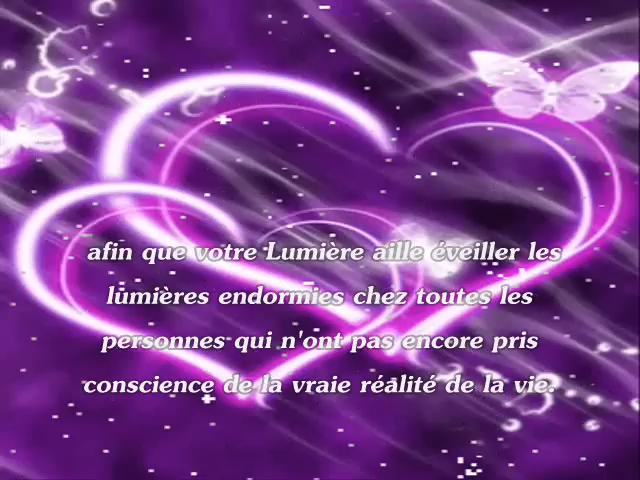 afin que votre Lumière aille éveiller les
lumières endormies chez toutes les
personnes qui n'ont pas encore pris
conscience de la vraie réalité de la vie.